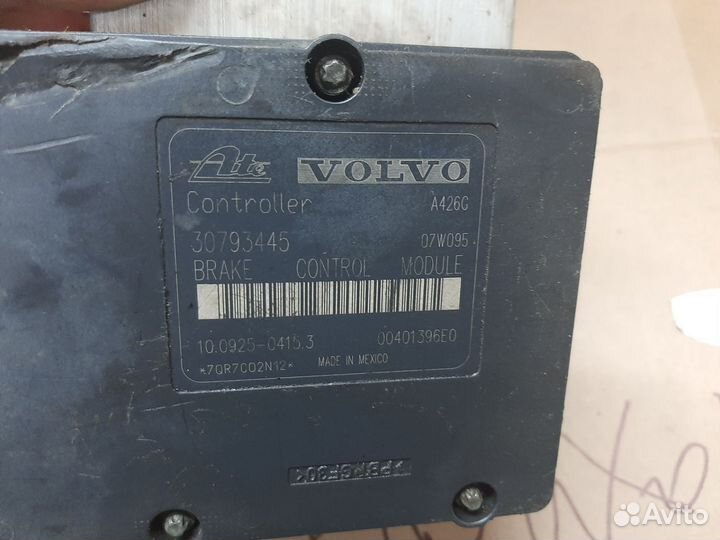 Ate VOLVO
Controller A426G
30793445 07W095
BRAKE CONTROL MODULE
10.0925-0415.3 00401396E0
*7QR7C02N12* MADE IN MEXICO
Avito